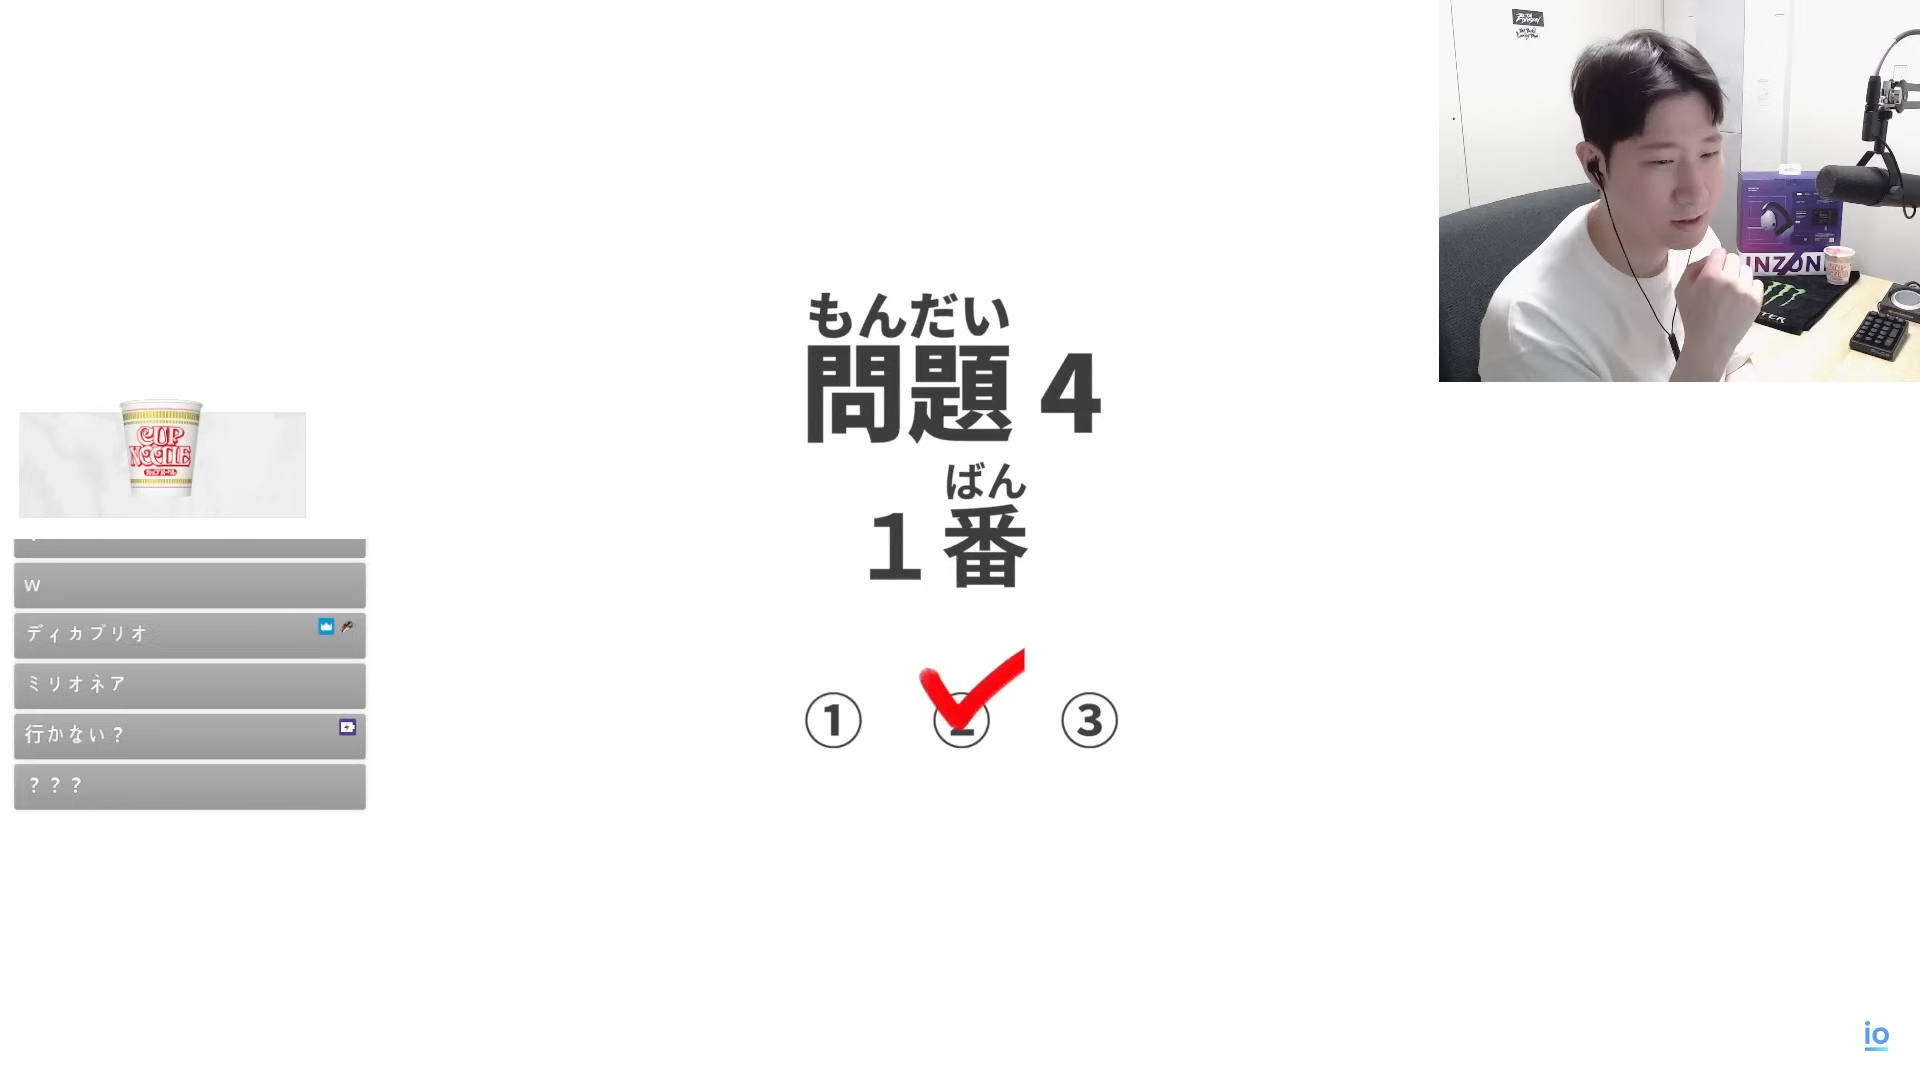 もんだい
問題 4
ばん
1 番
① ③
CUP
NOODLE
w
ディカプリオ
ミリオネア
行かない？
？？？
INZON
io